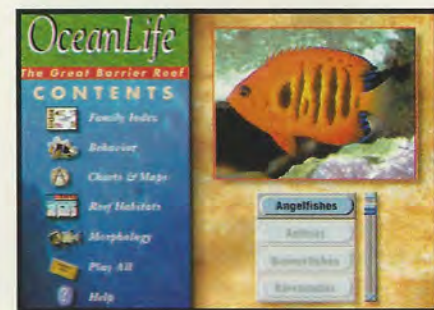 OceanLife
The Great Barrier Reef
CONTENTS
Family Index
Behavior
Charts & Maps
Reef Habitats
Morphology
Play All
Help
Angelfishes
Anthias
Butterflyfishes
Barracudas